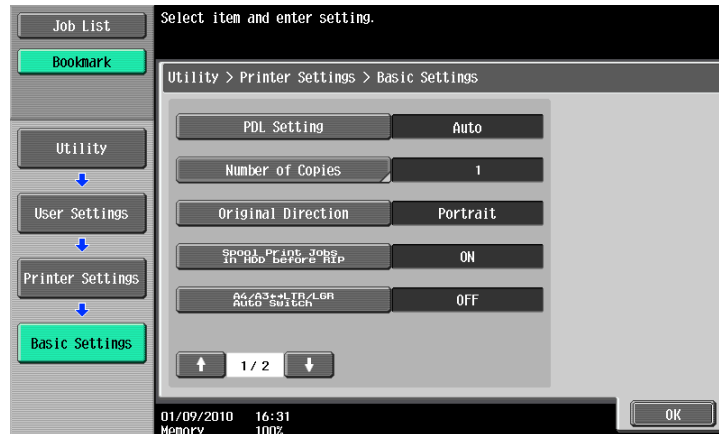 Job List
Bookmark
Utility
User Settings
Printer Settings
Basic Settings
Select item and enter setting.
Utility > Printer Settings > Basic Settings
PDL Setting
Auto
Number of Copies
1
Original Direction
Portrait
Spool Print Jobs
in HDD before RIP
ON
A4/A3↔LTR/LGR
Auto Switch
OFF
↑ 1/ 2 ↓
01/09/2010 16:31
Memory 100%
OK